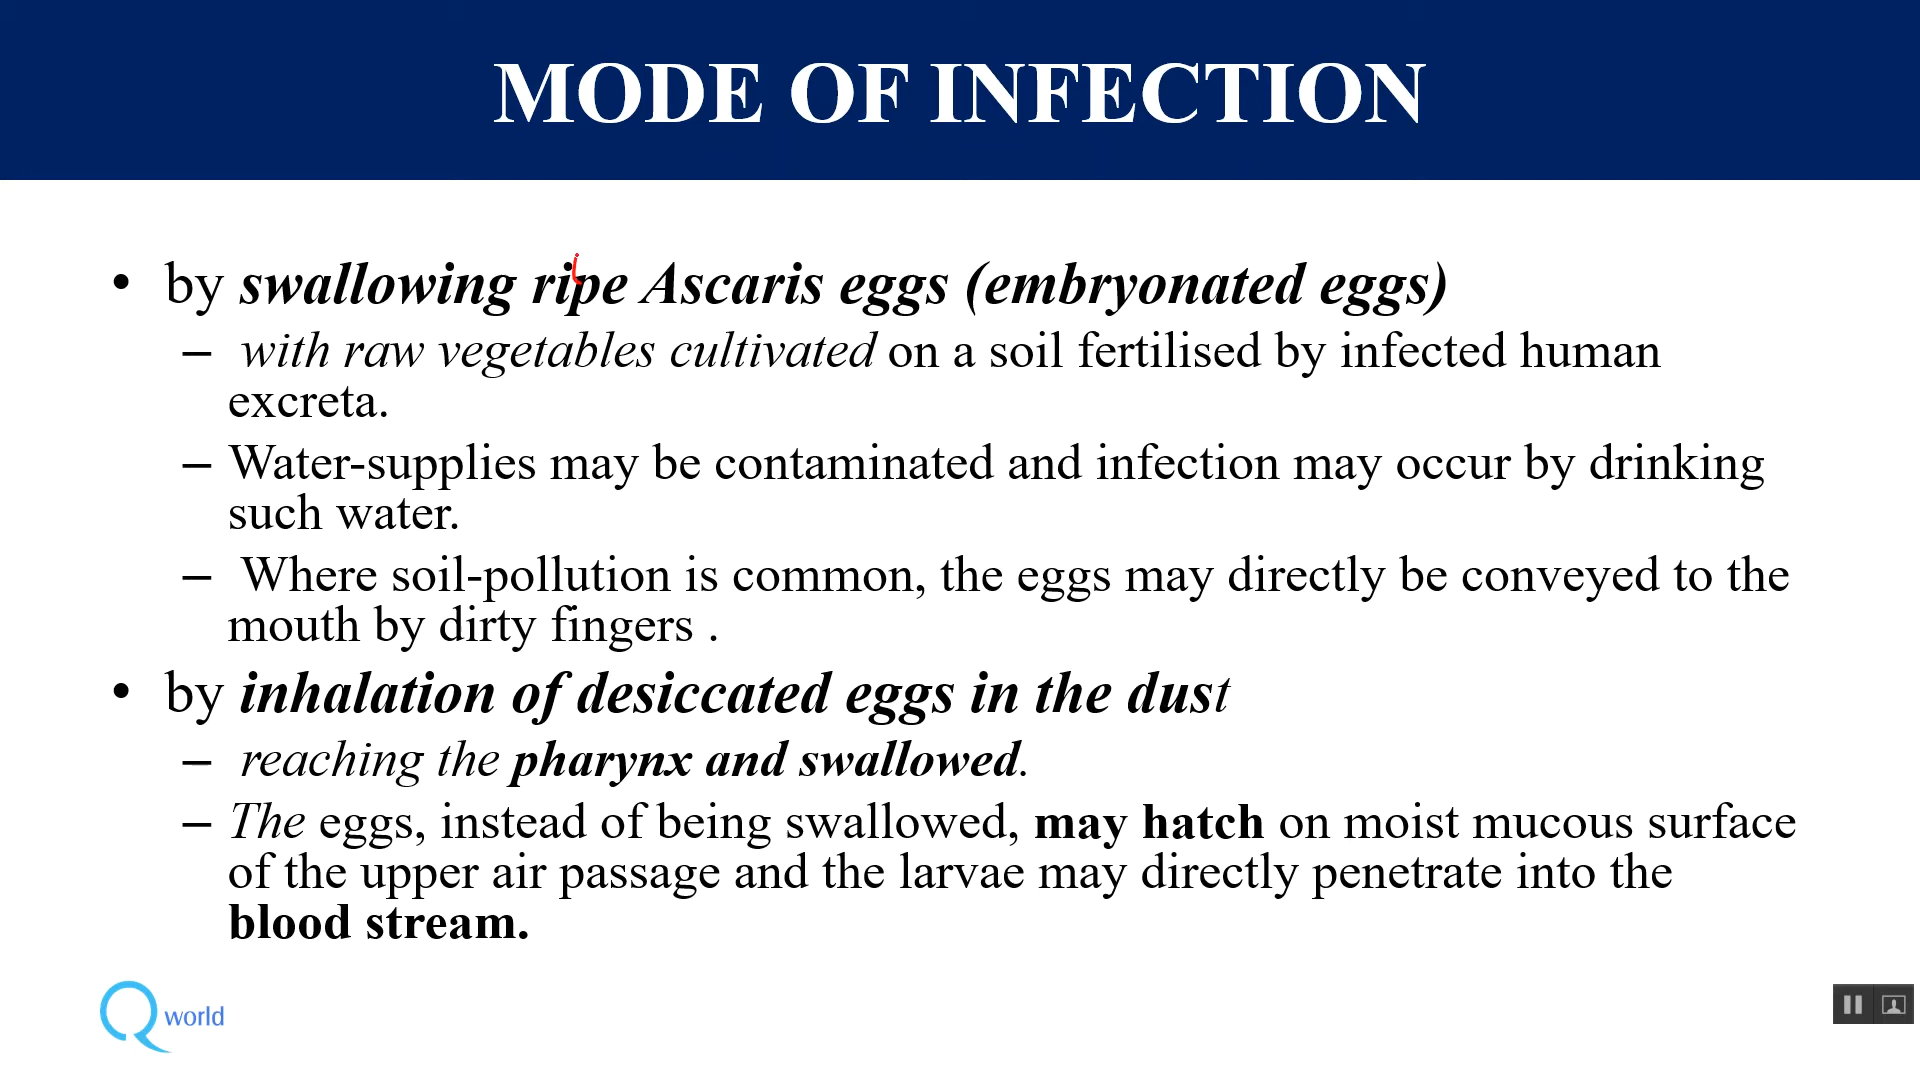 MODE OF INFECTION
• by swallowing ripe Ascaris eggs (embryonated eggs)
– with raw vegetables cultivated on a soil fertilised by infected human
excreta.
– Water-supplies may be contaminated and infection may occur by drinking
such water.
– Where soil-pollution is common, the eggs may directly be conveyed to the
mouth by dirty fingers .
• by inhalation of desiccated eggs in the dust
– reaching the pharynx and swallowed.
– The eggs, instead of being swallowed, may hatch on moist mucous surface
of the upper air passage and the larvae may directly penetrate into the
blood stream.
Q world